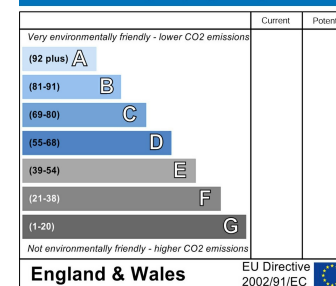 Current Potent
Very environmentally friendly - lower CO2 emissions
(92 plus) A
(81-91) B
(69-80) C
(55-68) D
(39-54) E
(21-38) F
(1-20) G
Not environmentally friendly - higher CO2 emissions
England & Wales
EU Directive
2002/91/EC